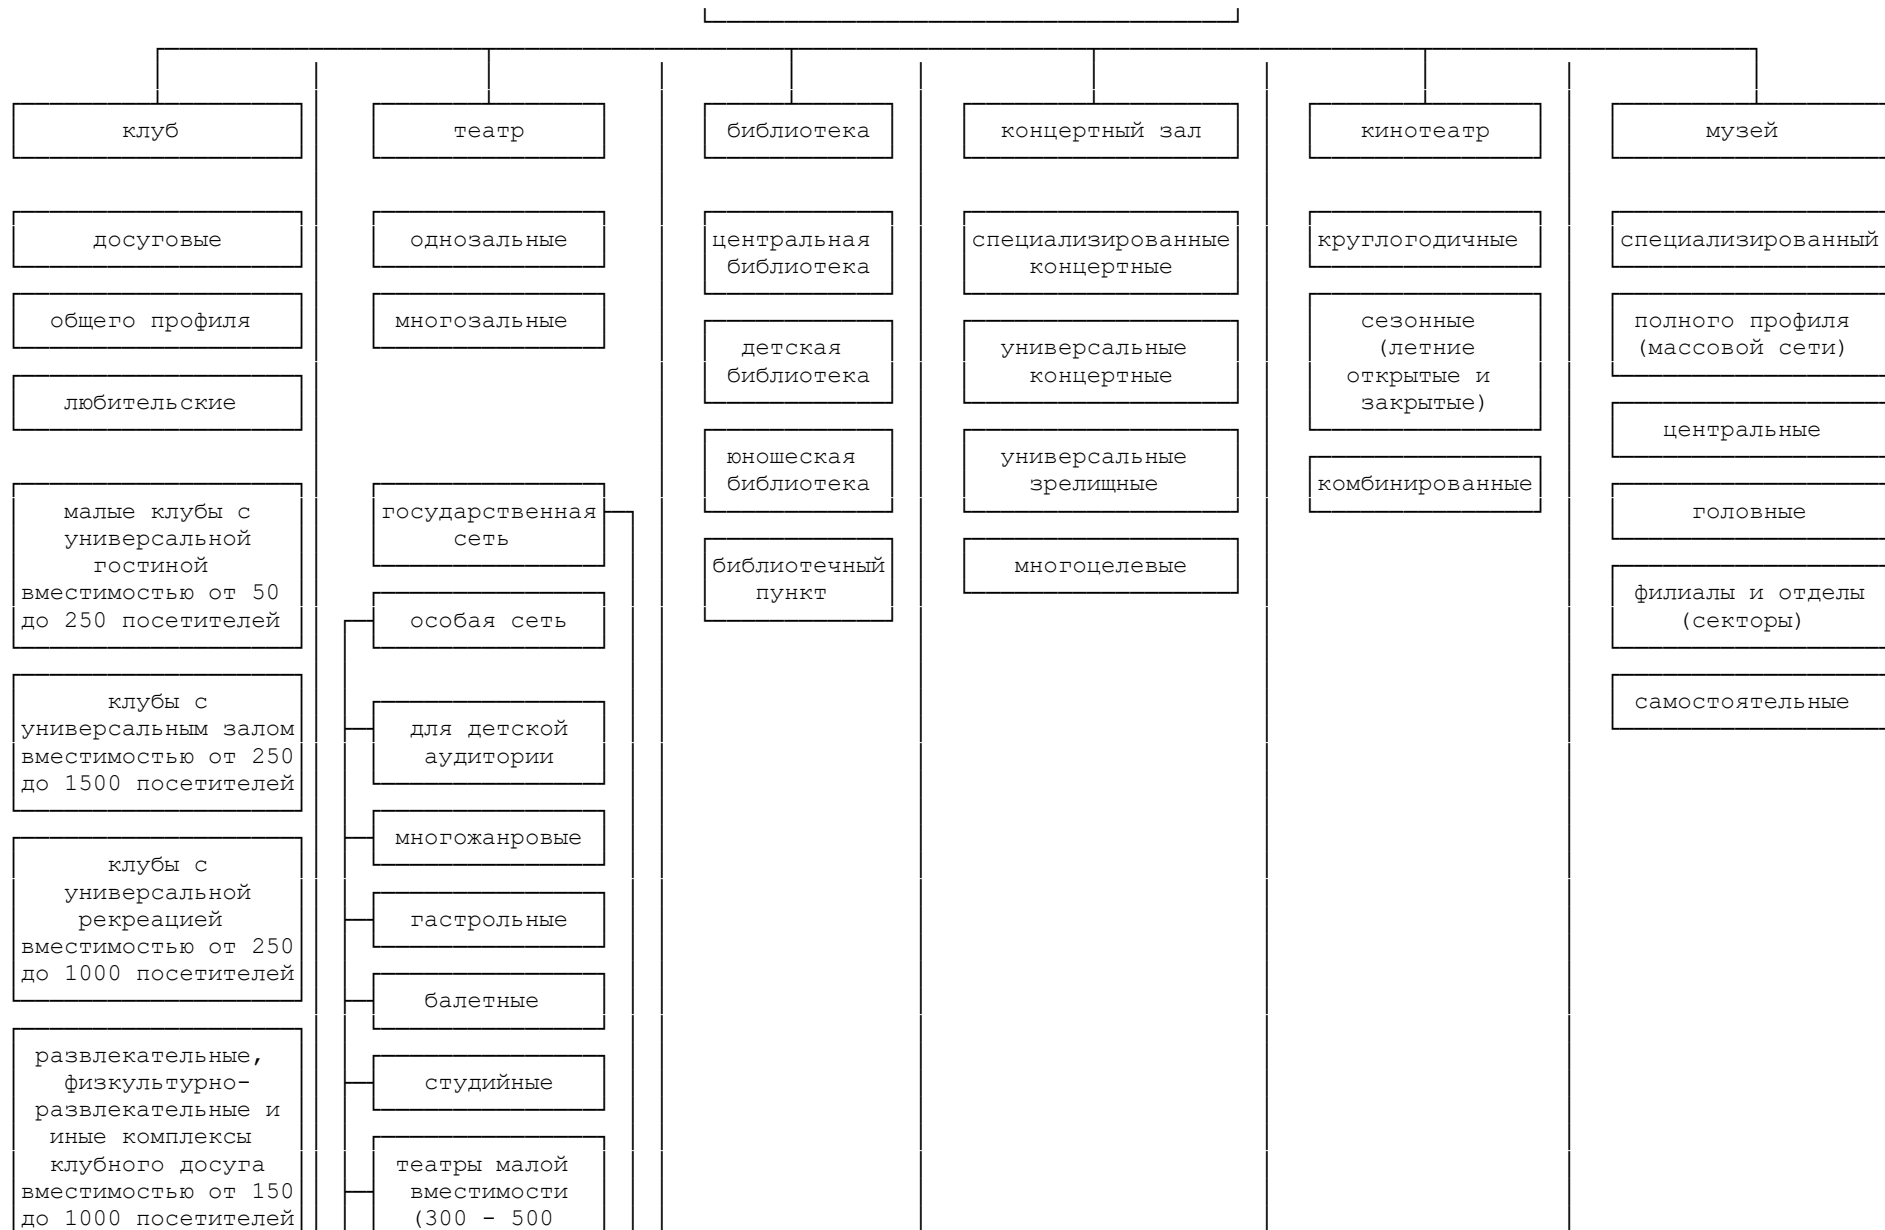 клуб
театр
библиотека
концертный зал
кинотеатр
музей
досуговые
общего профиля
любительские
малые клубы с
универсальной
гостиной
вместимостью от 50
до 250 посетителей
клубы с
универсальным залом
вместимостью от 250
до 1500 посетителей
клубы с
универсальной
рекреацией
вместимостью от 250
до 1000 посетителей
развлекательные,
физкультурно-
развлекательные и
иные комплексы
клубного досуга
вместимостью от 150
до 1000 посетителей
однозальные
многозальные
государственная
сеть
особая сеть
для детской
аудитории
многожанровые
гастрольные
балетные
студийные
театры малой
вместимости
(300 - 500
центральная
библиотека
детская
библиотека
юношеская
библиотека
библиотечный
пункт
специализированные
концертные
универсальные
концертные
универсальные
зрелищные
многоцелевые
круглогодичные
сезонные
(летние
открытые и
закрытые)
комбинированные
специализированный
полного профиля
(массовой сети)
центральные
головные
филиалы и отделы
(секторы)
самостоятельные